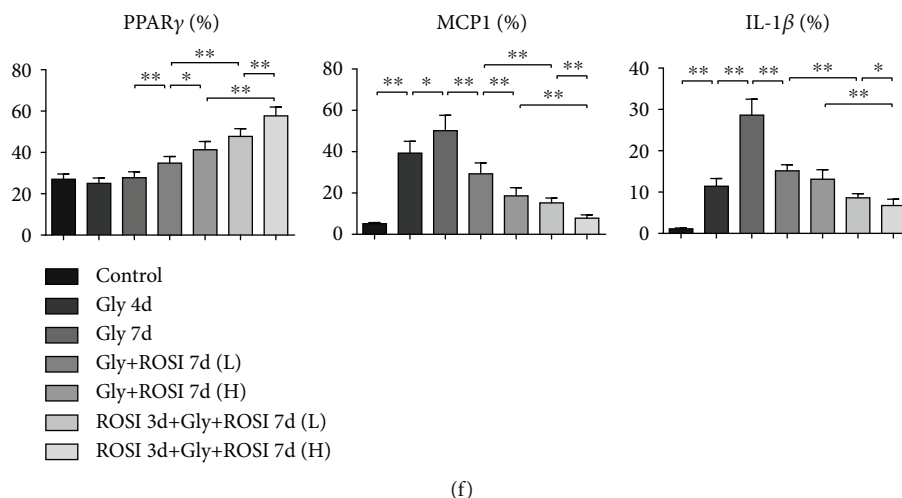 PPARγ (%)
MCP1 (%)
IL-1β (%)
** * ** ** **
** * ** ** ** ** **
** ** ** ** * **
80
60
40
20
0
80
60
40
20
0
40
30
20
10
0
Control
Gly 4d
Gly 7d
Gly+ROSI 7d (L)
Gly+ROSI 7d (H)
ROSI 3d+Gly+ROSI 7d (L)
ROSI 3d+Gly+ROSI 7d (H)
(f)